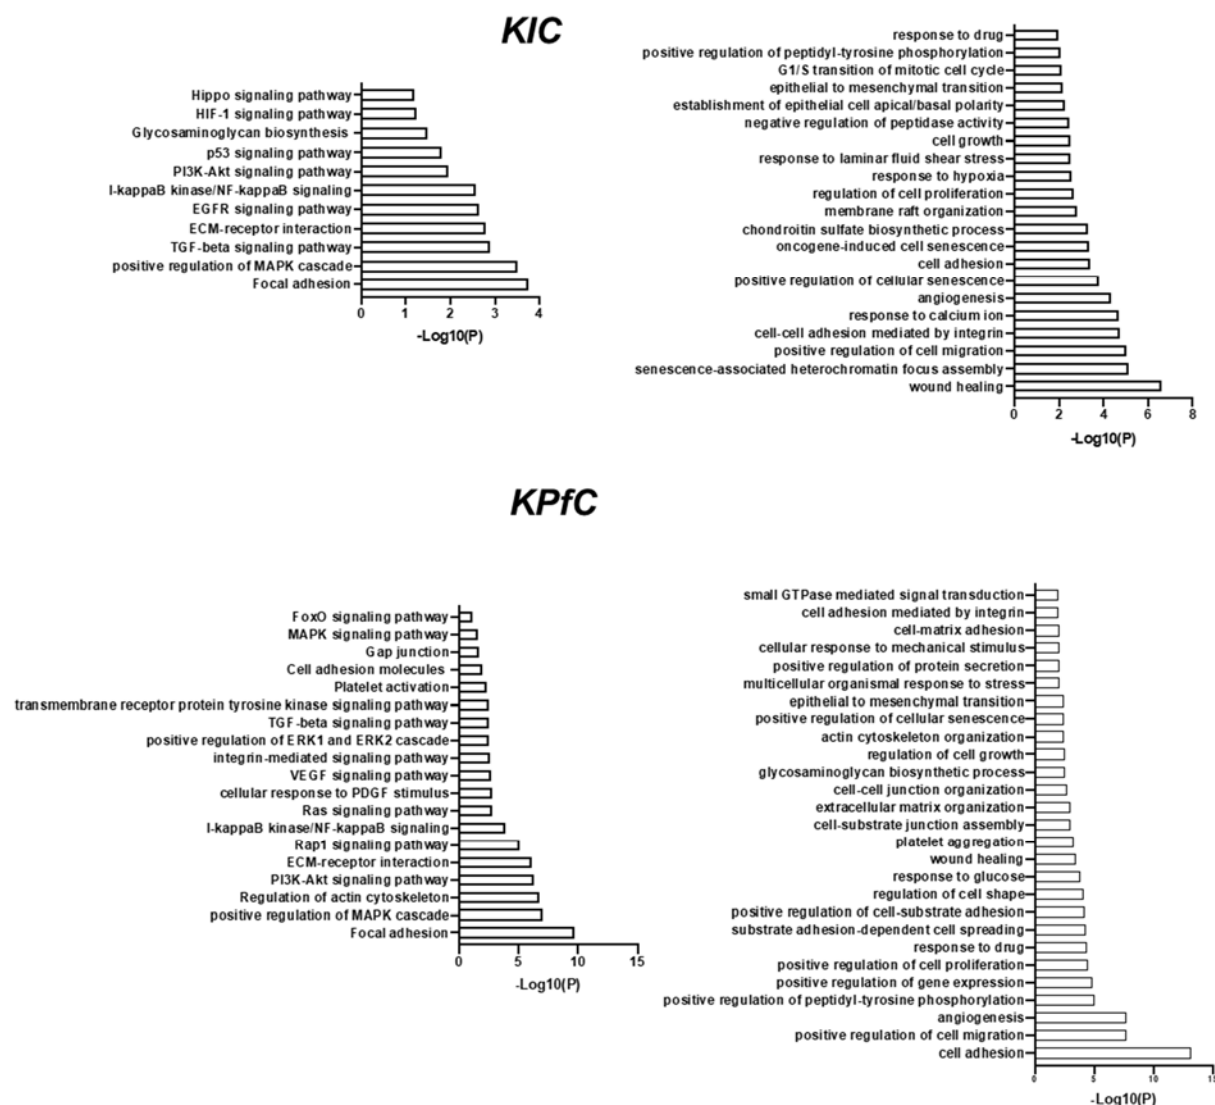 KIC
Hippo signaling pathway
HIF-1 signaling pathway
Glycosaminoglycan biosynthesis
p53 signaling pathway
PI3K-Akt signaling pathway
I-kappaB kinase/NF-kappaB signaling
EGFR signaling pathway
ECM-receptor interaction
TGF-beta signaling pathway
positive regulation of MAPK cascade
Focal adhesion
0 1 2 3 4
-Log10(P)
response to drug
positive regulation of peptidyl-tyrosine phosphorylation
G1/S transition of mitotic cell cycle
epithelial to mesenchymal transition
establishment of epithelial cell apical/basal polarity
negative regulation of peptidase activity
cell growth
response to laminar fluid shear stress
response to hypoxia
regulation of cell proliferation
membrane raft organization
chondroitin sulfate biosynthetic process
oncogene-induced cell senescence
cell adhesion
positive regulation of cellular senescence
angiogenesis
response to calcium ion
cell-cell adhesion mediated by integrin
positive regulation of cell migration
senescence-associated heterochromatin focus assembly
wound healing
0 2 4 6 8
-Log10(P)
KPfC
FoxO signaling pathway
MAPK signaling pathway
Gap junction
Cell adhesion molecules
Platelet activation
transmembrane receptor protein tyrosine kinase signaling pathway
TGF-beta signaling pathway
positive regulation of ERK1 and ERK2 cascade
integrin-mediated signaling pathway
VEGF signaling pathway
cellular response to PDGF stimulus
Ras signaling pathway
I-kappaB kinase/NF-kappaB signaling
Rap1 signaling pathway
ECM-receptor interaction
PI3K-Akt signaling pathway
Regulation of actin cytoskeleton
positive regulation of MAPK cascade
Focal adhesion
0 5 10 15
-Log10(P)
small GTPase mediated signal transduction
cell adhesion mediated by integrin
cell-matrix adhesion
cellular response to mechanical stimulus
positive regulation of protein secretion
multicellular organismal response to stress
epithelial to mesenchymal transition
positive regulation of cellular senescence
actin cytoskeleton organization
regulation of cell growth
glycosaminoglycan biosynthetic process
cell-cell junction organization
extracellular matrix organization
cell-substrate junction assembly
platelet aggregation
wound healing
response to glucose
regulation of cell shape
positive regulation of cell-substrate adhesion
substrate adhesion-dependent cell spreading
response to drug
positive regulation of cell proliferation
positive regulation of gene expression
positive regulation of peptidyl-tyrosine phosphorylation
angiogenesis
positive regulation of cell migration
cell adhesion
0 5 10 15
-Log10(P)